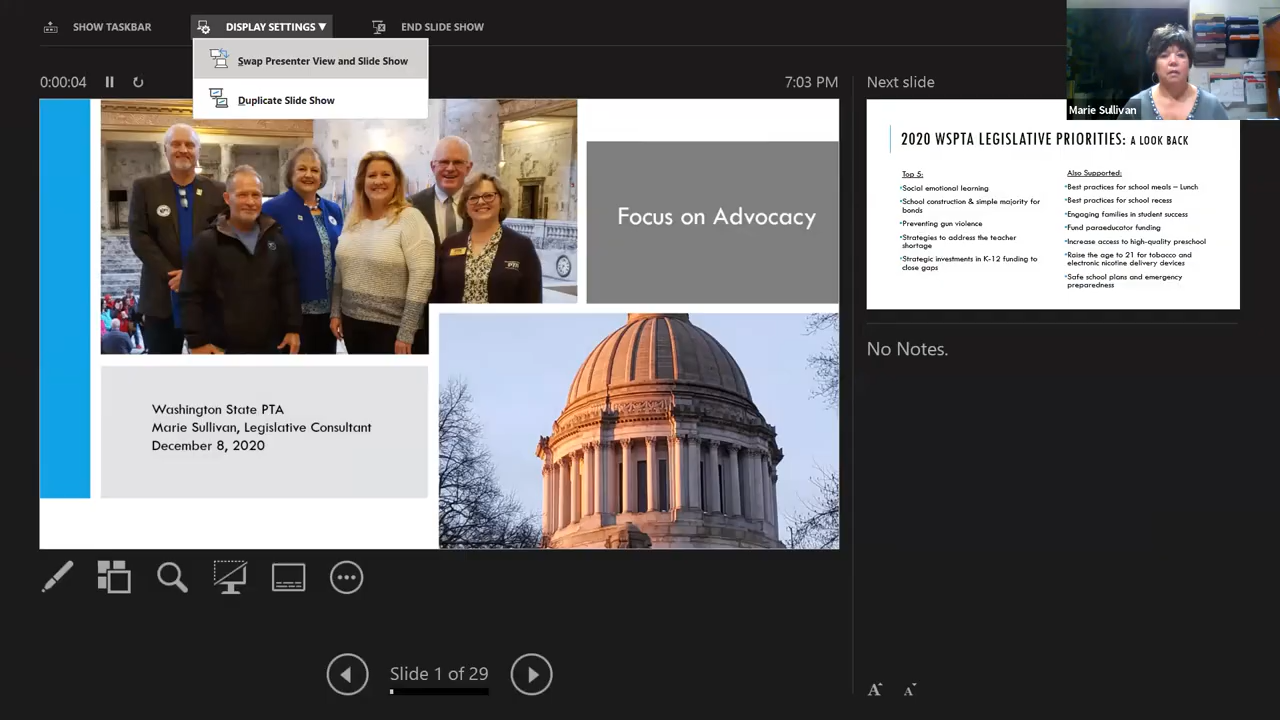 SHOW TASKBAR
DISPLAY SETTINGS ▼
END SLIDE SHOW
Swap Presenter View and Slide Show
Duplicate Slide Show
0:00:04
7:03 PM
Focus on Advocacy
Washington State PTA
Marie Sullivan, Legislative Consultant
December 8, 2020
Slide 1 of 29
Next slide
Marie Sullivan
2020 WSPTA LEGISLATIVE PRIORITIES: A LOOK BACK
Top 5:
•Social emotional learning
•School construction & simple majority for
bonds
•Preventing gun violence
•Strategies to address the teacher
shortage
•Strategic investments in K-12 funding to
close gaps
Also Supported:
•Best practices for school meals – Lunch
•Best practices for school recess
•Engaging families in student success
•Fund paraeducator funding
•Increase access to high-quality preschool
•Raise the age to 21 for tobacco and
electronic nicotine delivery devices
•Safe school plans and emergency
preparedness
No Notes.
A A